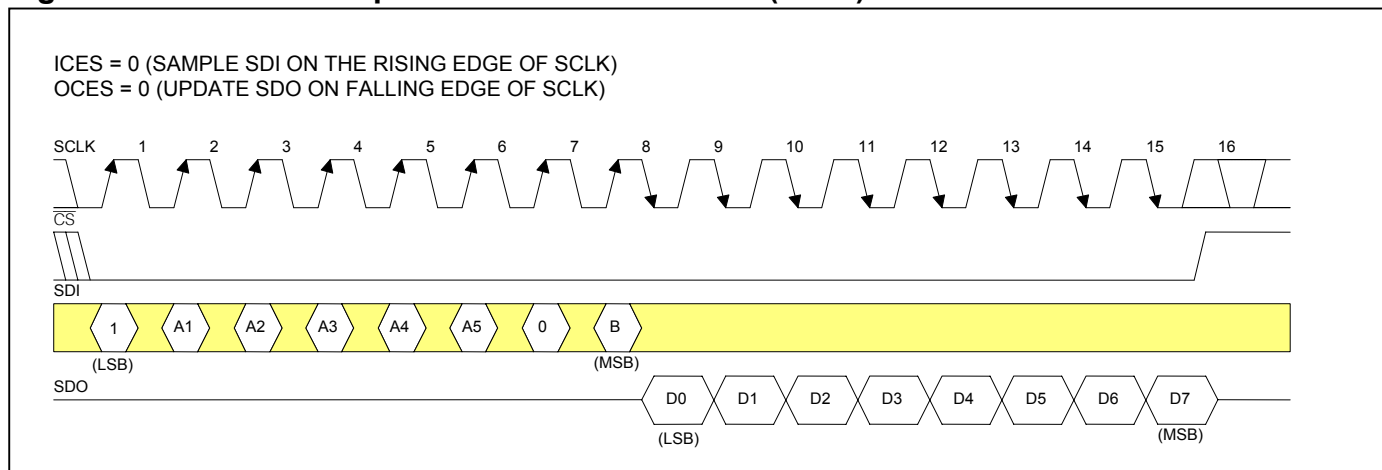 ICES = 0 (SAMPLE SDI ON THE RISING EDGE OF SCLK)
OCES = 0 (UPDATE SDO ON FALLING EDGE OF SCLK)
SCLK 1 2 3 4 5 6 7 8 9 10 11 12 13 14 15 16
CS
SDI
1 A1 A2 A3 A4 A5 0 B
(LSB) (MSB)
SDO
D0 D1 D2 D3 D4 D5 D6 D7
(LSB) (MSB)